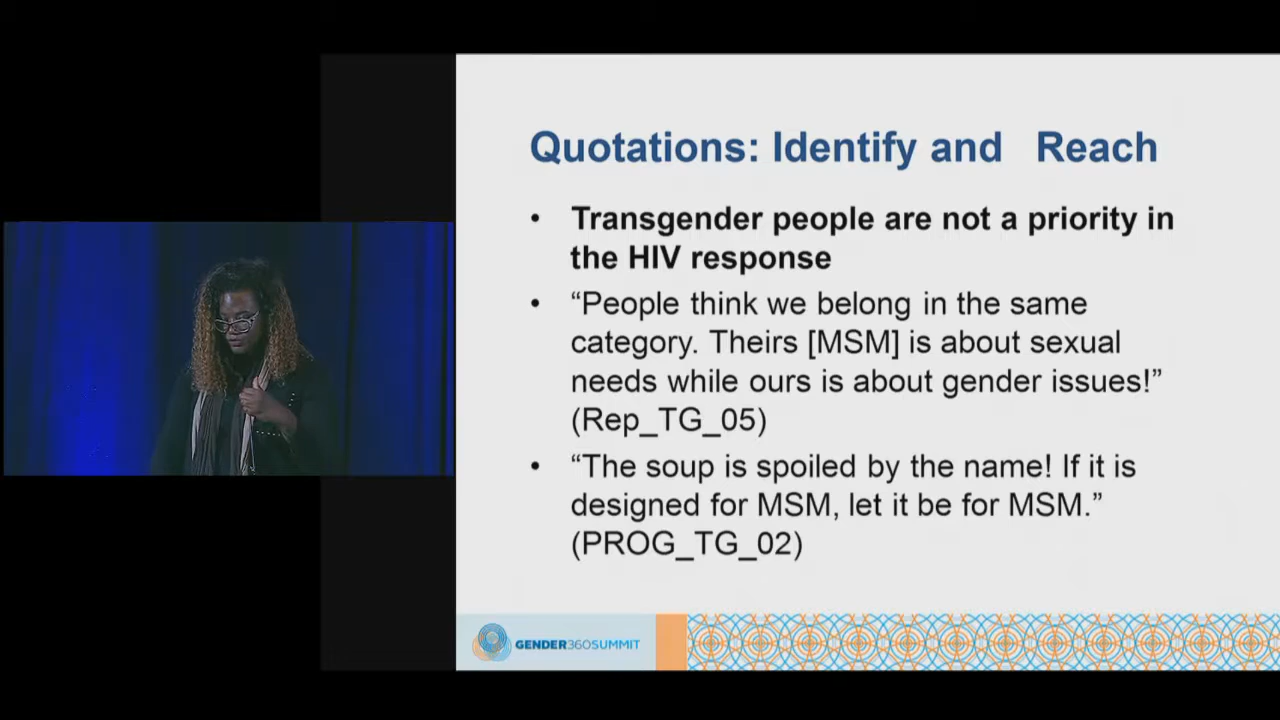 Quotations: Identify and Reach
• Transgender people are not a priority in
the HIV response
• “People think we belong in the same
category. Theirs [MSM] is about sexual
needs while ours is about gender issues!”
(Rep_TG_05)
• “The soup is spoiled by the name! If it is
designed for MSM, let it be for MSM.”
(PROG_TG_02)
GENDER360SUMMIT